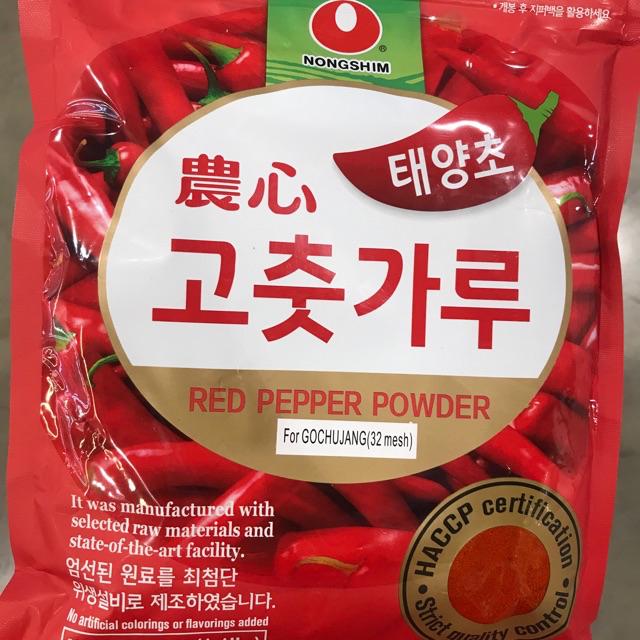 • 개봉 후 지퍼백을 활용하세요.
NONGSHIM
®
태양초
農心
고춧가루
RED PEPPER POWDER
For GOCHUJANG(32 mesh)
It was manufactured with
selected raw materials and
state-of-the-art facility.
엄선된 원료를 최첨단
위생설비로 제조하였습니다.
No artificial colorings or flavorings added
• HACCP certification •
Strict quality control